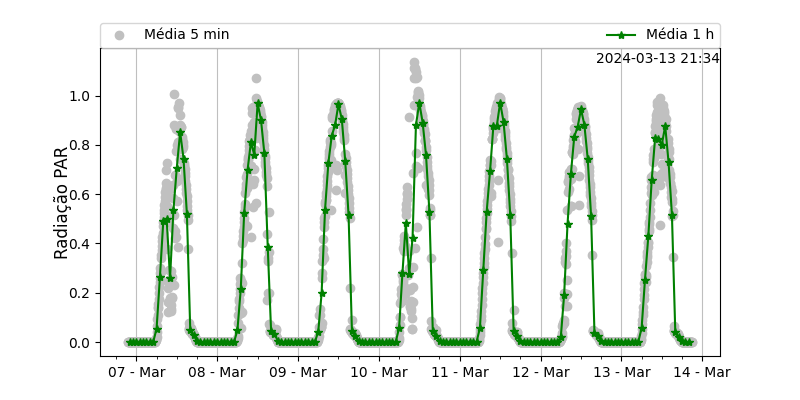 Média 5 min
Média 1 h
2024-03-13 21:34
Radiação PAR
1.0
0.8
0.6
0.4
0.2
0.0
07 - Mar
08 - Mar
09 - Mar
10 - Mar
11 - Mar
12 - Mar
13 - Mar
14 - Mar